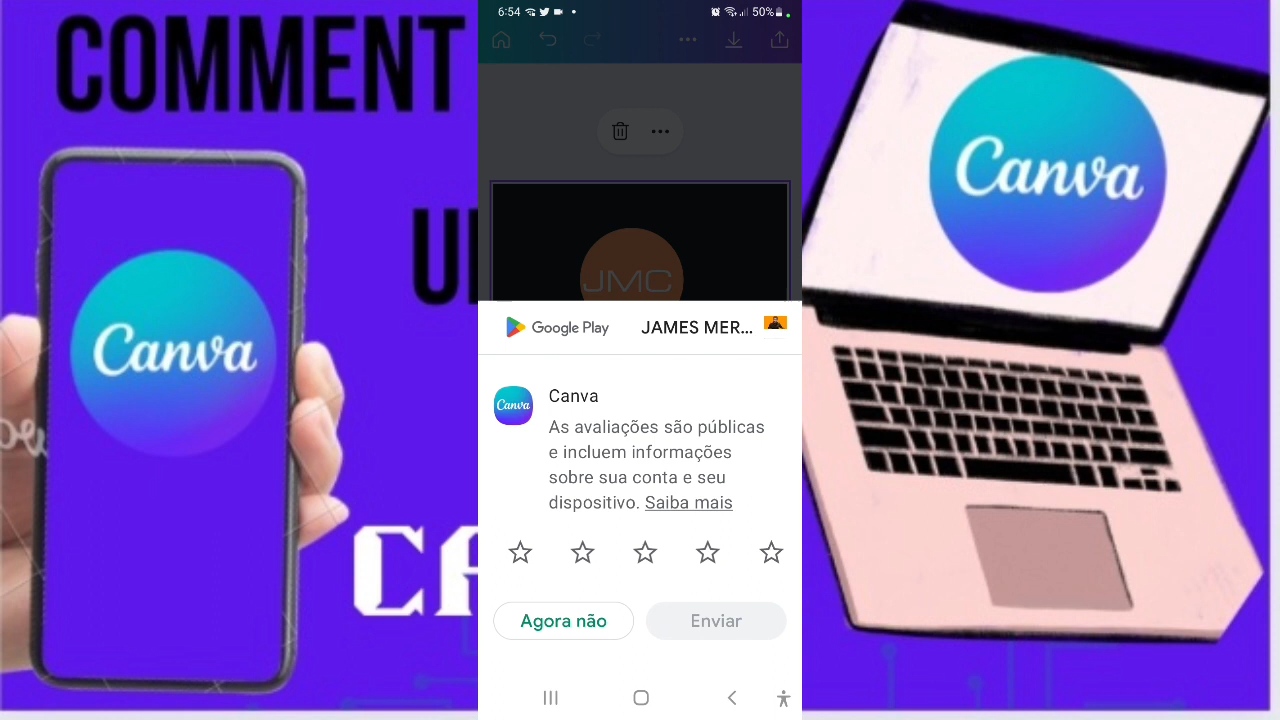 COMMENT
6:54
50%
Canva
Canva
JMC
Google Play
JAMES MER...
Canva
Canva
As avaliações são públicas
e incluem informações
sobre sua conta e seu
dispositivo. Saiba mais
Agora não
Enviar